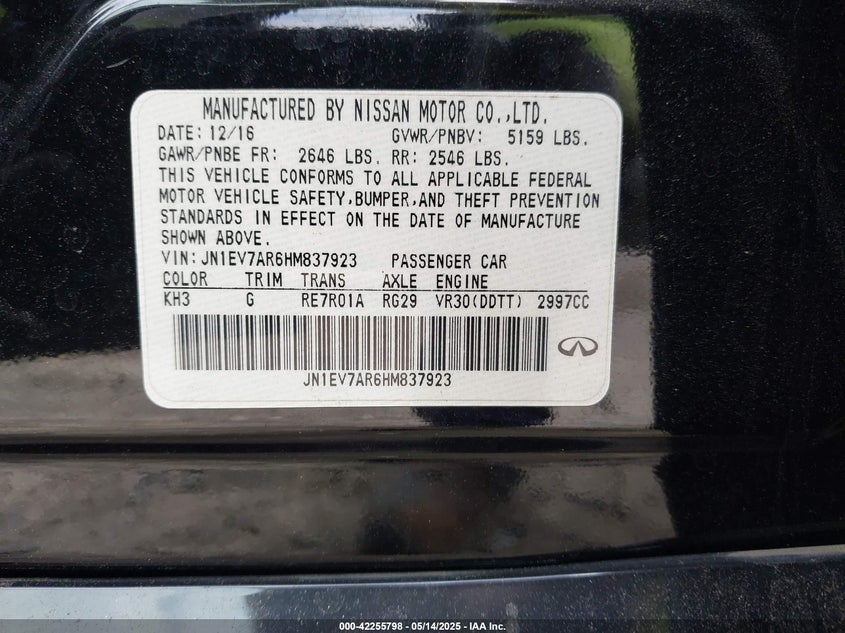 MANUFACTURED BY NISSAN MOTOR CO.,LTD.
DATE: 12/16 GVWR/PNBV: 5159 LBS.
GAWR/PNBE FR: 2646 LBS. RR: 2546 LBS.
THIS VEHICLE CONFORMS TO ALL APPLICABLE FEDERAL
MOTOR VEHICLE SAFETY,BUMPER,AND THEFT PREVENTION
STANDARDS IN EFFECT ON THE DATE OF MANUFACTURE
SHOWN ABOVE.
VIN: JN1EV7AR6HM837923 PASSENGER CAR
COLOR TRIM TRANS AXLE ENGINE
KH3 G RE7R01A RG29 VR30(DDTT) 2997CC
JN1EV7AR6HM837923
000-42255798 - 05/14/2025 - IAA Inc.